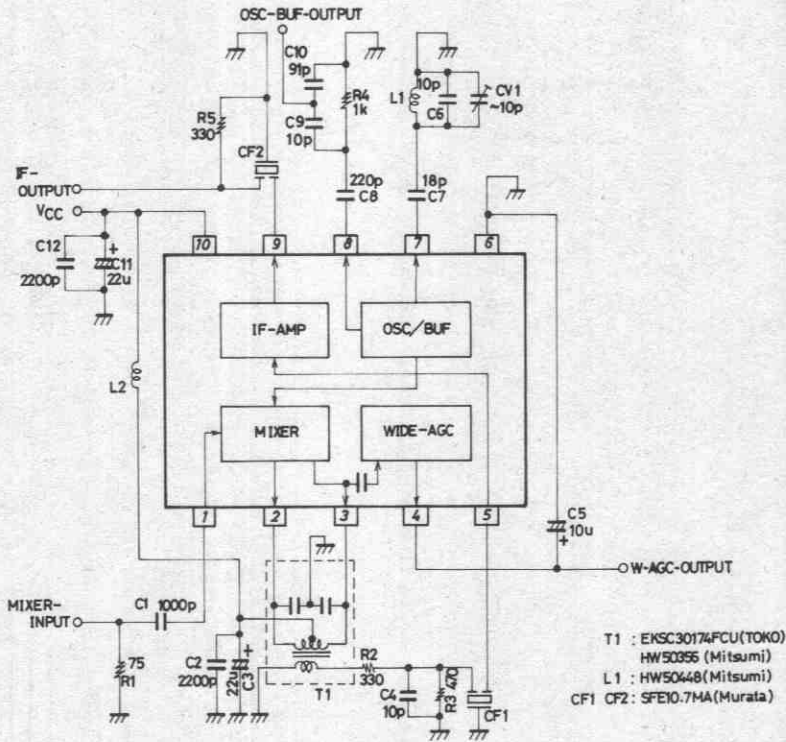 OSC-BUF-OUTPUT
C10
91p
R4
1k
10p
L1
C6
CV1
~10p
R5
330
C9
10p
CF2
IF-
OUTPUT
VCC
220p
C8
18p
C7
C12
2200p
+
C11
22u
10
9
8
7
6
IF-AMP
OSC/BUF
L2
MIXER
WIDE-AGC
1
2
3
4
5
C5
10u
+
W-AGC-OUTPUT
MIXER-
INPUT
C1
1000p
75
R1
C2
2200p
22u
C3
+
T1
R2
330
C4
10p
R3
470
CF1
T1 : EKSC30174FCU(TOKO)
HW50356 (Mitsumi)
L1 : HW50448(Mitsumi)
CF1 CF2 : SFE10.7MA(Murata)